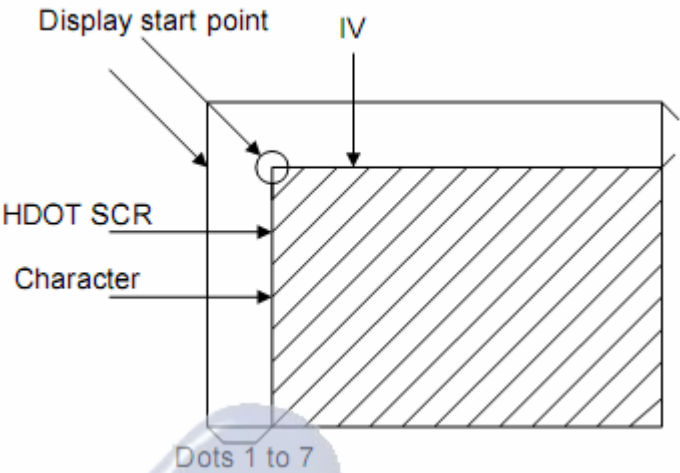 Display start point
IV
HDOT SCR
Character
Dots 1 to 7